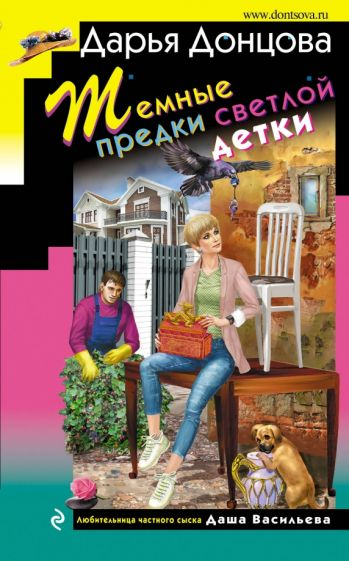 www.dontsova.ru
Дарья Донцова
Темные
предки светлой
детки
Любительница частного сыска Даша Васильева